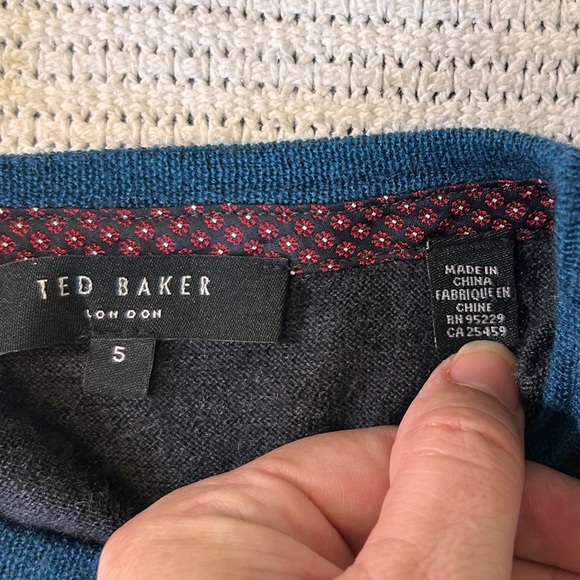 TED BAKER
LONDON
5
MADE IN
CHINA
FABRIQUE EN
CHINE
RN 95229
CA 25459